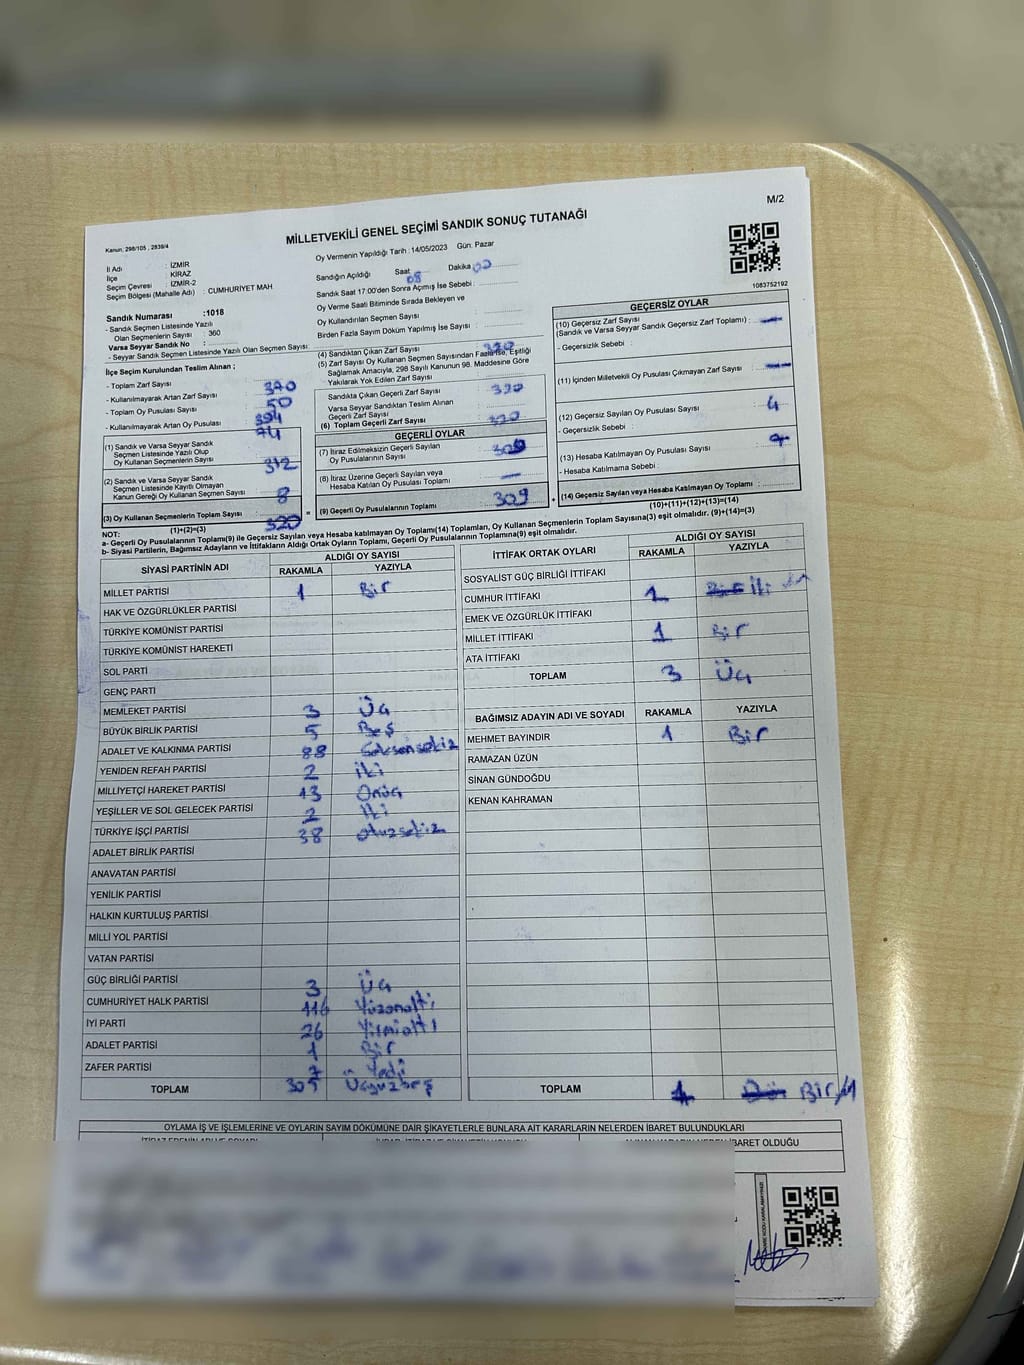 M/2
MİLLETVEKİLİ GENEL SEÇİMİ SANDIK SONUÇ TUTANAĞI
Kanun, 298/105 , 2839/4
İl Adı : İZMİR
İlçe : KİRAZ
Seçim Çevresi : İZMİR-2
Seçim Bölgesi (Mahalle Adı) : CUMHURİYET MAH
Sandık Numarası :1018
- Sandık Seçmen Listesinde Yazılı
Olan Seçmenlerin Sayısı : 360
Varsa Seyyar Sandık No :
- Seyyar Sandık Seçmen Listesinde Yazılı Olan Seçmen Sayısı:
İlçe Seçim Kurulundan Teslim Alınan ;
- Toplam Zarf Sayısı 370
- Kullanılmayarak Artan Zarf Sayısı 50
- Toplam Oy Pusulası Sayısı 394
- Kullanılmayarak Artan Oy Pusulası 74
(1) Sandık ve Varsa Seyyar Sandık
Seçmen Listesinde Yazılı Olup
Oy Kullanan Seçmenlerin Sayısı 312
(2) Sandık ve Varsa Seyyar Sandık
Seçmen Listesinde Kayıtlı Olmayan
Kanun Gereği Oy Kullanan Seçmen Sayısı 8
(3) Oy Kullanan Seçmenlerin Toplam Sayısı 320
(1)+(2)=(3)
Oy Vermenin Yapıldığı Tarih : 14/05/2023 Gün: Pazar
Sandığın Açıldığı Saat 08 Dakika 00
Sandık Saat 17:00'den Sonra Açılmış İse Sebebi :
Oy Verme Saati Bitiminde Sırada Bekleyen ve
Oy Kullandırılan Seçmen Sayısı
Birden Fazla Sayım Döküm Yapılmış İse Sayısı :
(4) Sandıktan Çıkan Zarf Sayısı 320
(5) Zarf Sayısı Oy Kullanan Seçmen Sayısından Fazla İse, Eşitliği
Sağlamak Amacıyla, 298 Sayılı Kanunun 98. Maddesine Göre
Yakılarak Yok Edilen Zarf Sayısı
Sandıkta Çıkan Geçerli Zarf Sayısı 320
Varsa Seyyar Sandıktan Teslim Alınan
Geçerli Zarf Sayısı
(6) Toplam Geçerli Zarf Sayısı 320
GEÇERLİ OYLAR
(7) İtiraz Edilmeksizin Geçerli Sayılan
Oy Pusulalarının Sayısı 309
(8) İtiraz Üzerine Geçerli Sayılan veya
Hesaba Katılan Oy Pusulası Toplamı —
(9) Geçerli Oy Pusulalarının Toplamı 309
1083752192
GEÇERSİZ OYLAR
(10) Geçersiz Zarf Sayısı
(Sandık ve Varsa Seyyar Sandık Geçersiz Zarf Toplamı) : —
- Geçersizlik Sebebi :
(11) İçinden Milletvekili Oy Pusulası Çıkmayan Zarf Sayısı —
(12) Geçersiz Sayılan Oy Pusulası Sayısı 4
- Geçersizlik Sebebi :
(13) Hesaba Katılmayan Oy Pusulası Sayısı
- Hesaba Katılmama Sebebi :
(14) Geçersiz Sayılan veya Hesaba Katılmayan Oy Toplamı :
(10)+(11)+(12)+(13)=(14)
NOT:
a- Geçerli Oy Pusulalarının Toplamı(9) ile Geçersiz Sayılan veya Hesaba katılmayan Oy Toplamı(14) Toplamları, Oy Kullanan Seçmenlerin Toplam Sayısına(3) eşit olmalıdır. (9)+(14)=(3)
b- Siyasi Partilerin, Bağımsız Adayların ve İttifakların Aldığı Ortak Oyların Toplamı, Geçerli Oy Pusulalarının Toplamına(9) eşit olmalıdır.
SİYASİ PARTİNİN ADI ALDIĞI OY SAYISI
RAKAMLA YAZIYLA
MİLLET PARTİSİ 1 Bir
HAK VE ÖZGÜRLÜKLER PARTİSİ
TÜRKİYE KOMÜNİST PARTİSİ
TÜRKİYE KOMÜNİST HAREKETİ
SOL PARTİ
GENÇ PARTİ
MEMLEKET PARTİSİ 3 Üç
BÜYÜK BİRLİK PARTİSİ 5 Beş
ADALET VE KALKINMA PARTİSİ 88 Seksensekiz
YENİDEN REFAH PARTİSİ 2 İki
MİLLİYETÇİ HAREKET PARTİSİ 13 Onüç
YEŞİLLER VE SOL GELECEK PARTİSİ 2 İki
TÜRKİYE İŞÇİ PARTİSİ 38 otuzsekiz
ADALET BİRLİK PARTİSİ
ANAVATAN PARTİSİ
YENİLİK PARTİSİ
HALKIN KURTULUŞ PARTİSİ
MİLLİ YOL PARTİSİ
VATAN PARTİSİ
GÜÇ BİRLİĞİ PARTİSİ 3 Üç
CUMHURİYET HALK PARTİSİ 116 Yüzonaltı
İYİ PARTİ 26 Yirmialtı
ADALET PARTİSİ 1 Bir
ZAFER PARTİSİ 7 Yedi
TOPLAM 305 Üçyüzbeş
İTTİFAK ORTAK OYLARI ALDIĞI OY SAYISI
RAKAMLA YAZIYLA
SOSYALİST GÜÇ BİRLİĞİ İTTİFAKI
CUMHUR İTTİFAKI 2 Bir İki
EMEK VE ÖZGÜRLÜK İTTİFAKI
MİLLET İTTİFAKI 1 Bir
ATA İTTİFAKI
TOPLAM 3 Üç
BAĞIMSIZ ADAYIN ADI VE SOYADI RAKAMLA YAZIYLA
MEHMET BAYINDIR 1 Bir
RAMAZAN ÜZÜN
SİNAN GÜNDOĞDU
KENAN KAHRAMAN
TOPLAM 1 Bir
OYLAMA İŞ VE İŞLEMLERİNE VE OYLARIN SAYIM DÖKÜMÜNE DAİR ŞİKAYETLERLE BUNLARA AİT KARARLARIN NELERDEN İBARET BULUNDUKLARI
İBARET OLDUĞU